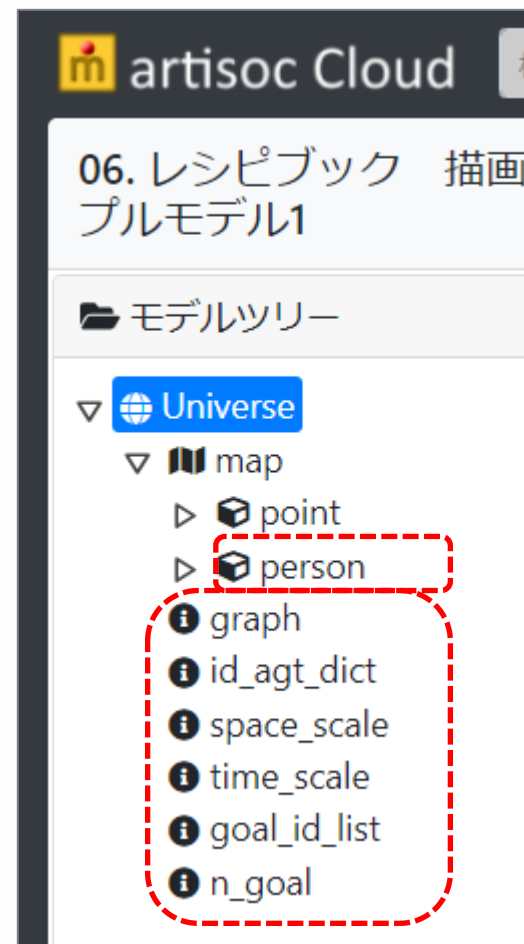 artisoc Cloud
06. レシピブック　描画
プルモデル1
モデルツリー
Universe
map
point
person
graph
id_agt_dict
space_scale
time_scale
goal_id_list
n_goal